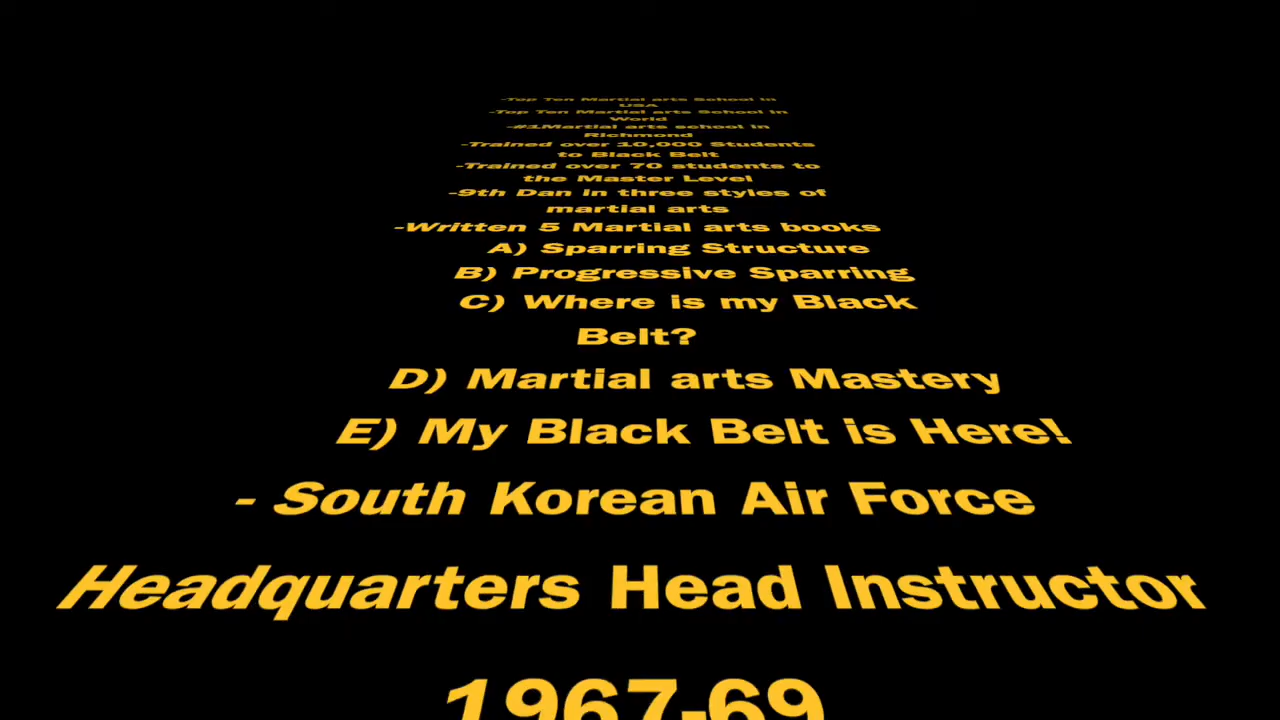 -Top Ten Martial arts School in
USA
-Top Ten Martial arts School in
World
-#1Martial arts school in
Richmond
-Trained over 10,000 Students
to Black Belt
-Trained over 70 students to
the Master Level
-9th Dan in three styles of
martial arts
-Written 5 Martial arts books
A) Sparring Structure
B) Progressive Sparring
C) Where is my Black
Belt?
D) Martial arts Mastery
E) My Black Belt is Here!
- South Korean Air Force
Headquarters Head Instructor
1967-69